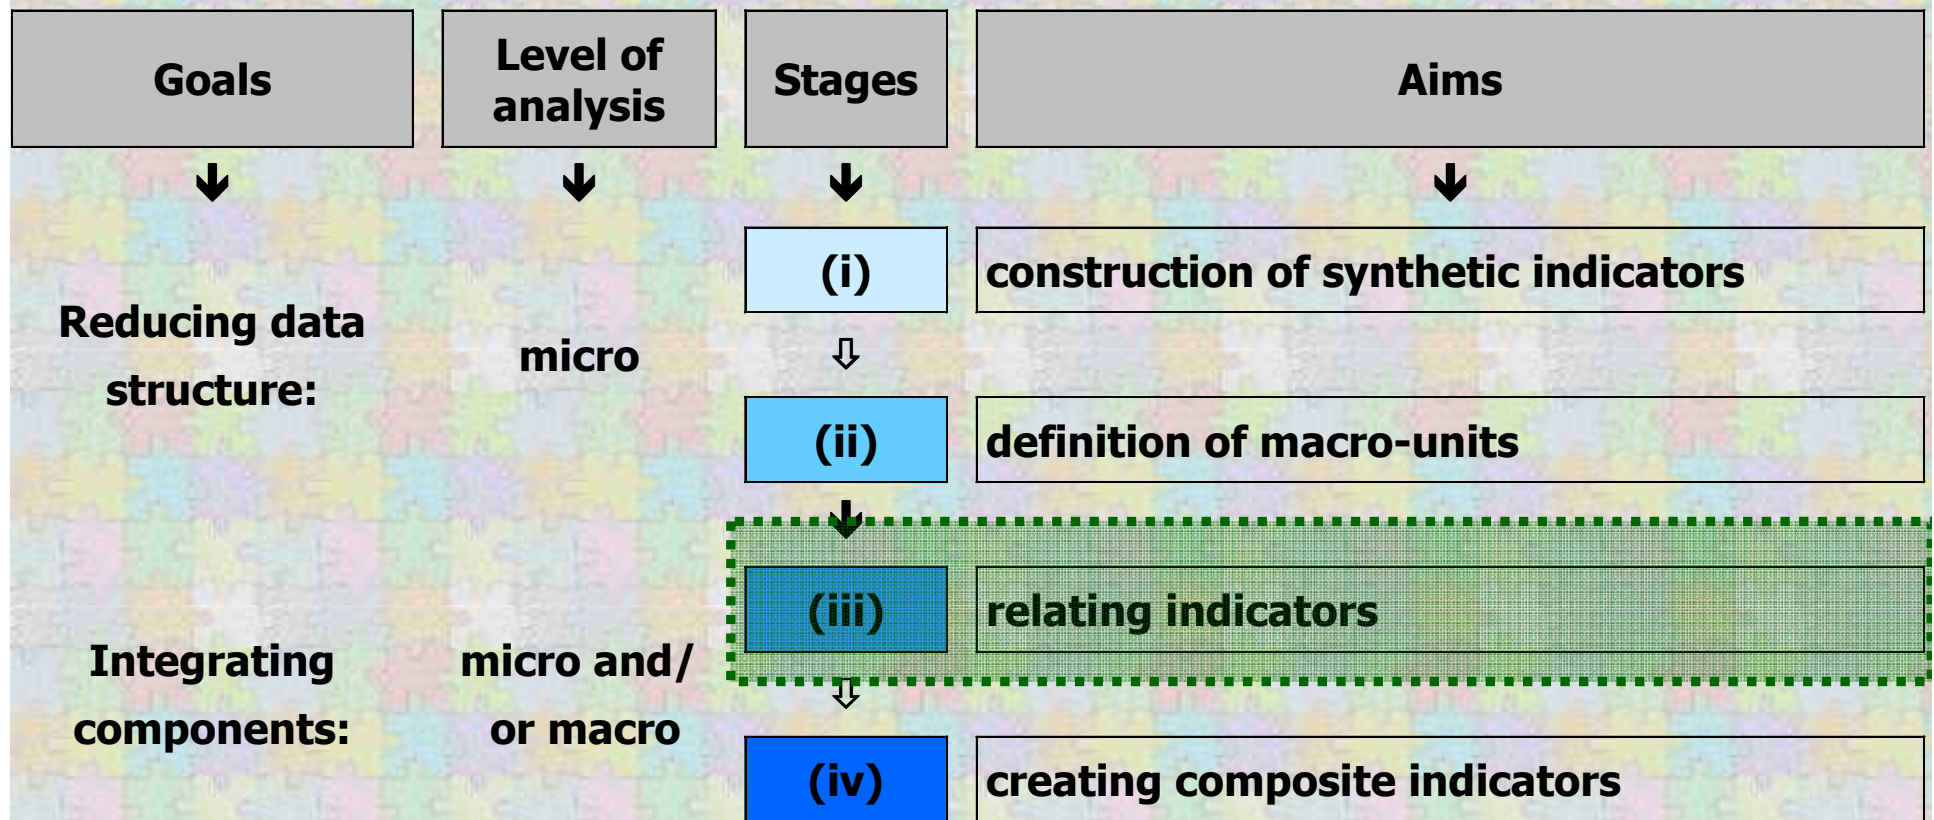 Goals
Level of
analysis
Stages
Aims
Reducing data
structure:
micro
(i)
construction of synthetic indicators
(ii)
definition of macro-units
Integrating
components:
micro and/
or macro
(iii)
relating indicators
(iv)
creating composite indicators